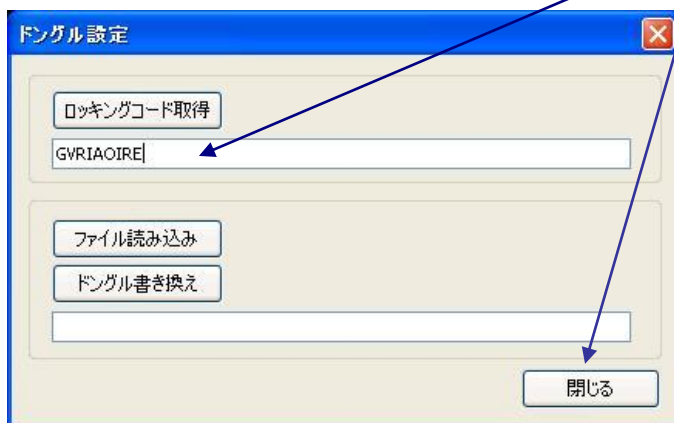 ドングル設定
ロッキングコード取得
GVRIAOIRE
ファイル読み込み
ドングル書き換え
閉じる